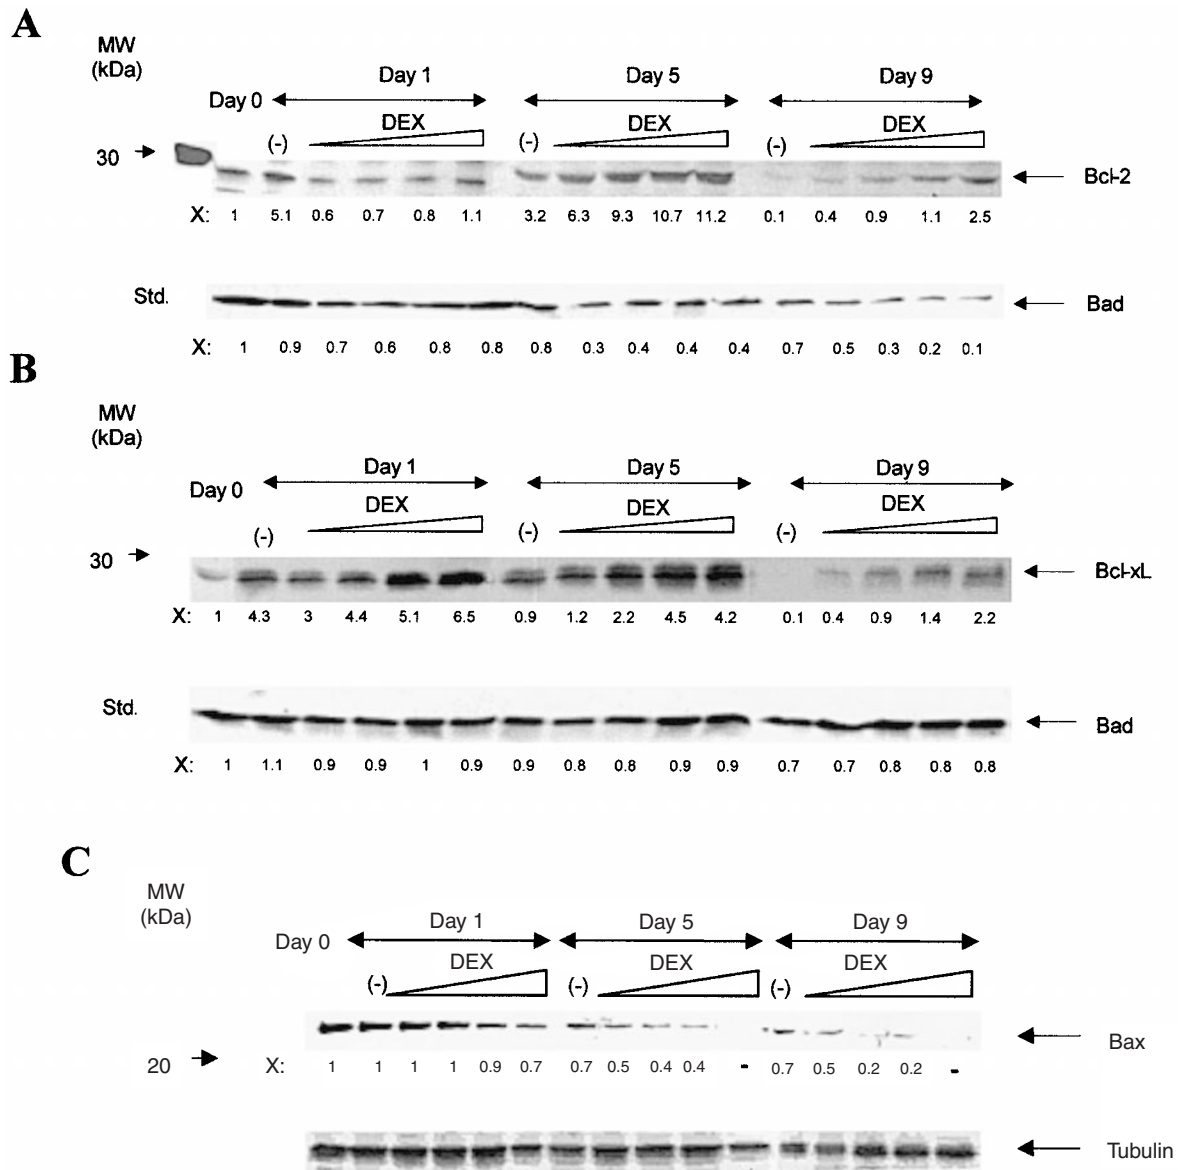 A
MW
(kDa)
Day 0 Day 1 Day 5 Day 9
(-) DEX (-) DEX (-) DEX
30
Bcl-2
X: 1 5.1 0.6 0.7 0.8 1.1 3.2 6.3 9.3 10.7 11.2 0.1 0.4 0.9 1.1 2.5
Std. Bad
X: 1 0.9 0.7 0.6 0.8 0.8 0.8 0.3 0.4 0.4 0.4 0.7 0.5 0.3 0.2 0.1
B
MW
(kDa)
Day 0 Day 1 Day 5 Day 9
(-) DEX (-) DEX (-) DEX
30 Bcl-xL
X: 1 4.3 3 4.4 5.1 6.5 0.9 1.2 2.2 4.5 4.2 0.1 0.4 0.9 1.4 2.2
Std. Bad
X: 1 1.1 0.9 0.9 1 0.9 0.9 0.8 0.8 0.9 0.9 0.7 0.7 0.8 0.8 0.8
C
MW
(kDa)
Day 0 Day 1 Day 5 Day 9
(-) DEX (-) DEX (-) DEX
Bax
20 X: 1 1 1 1 0.9 0.7 0.7 0.5 0.4 0.4 - 0.7 0.5 0.2 0.2 -
Tubulin